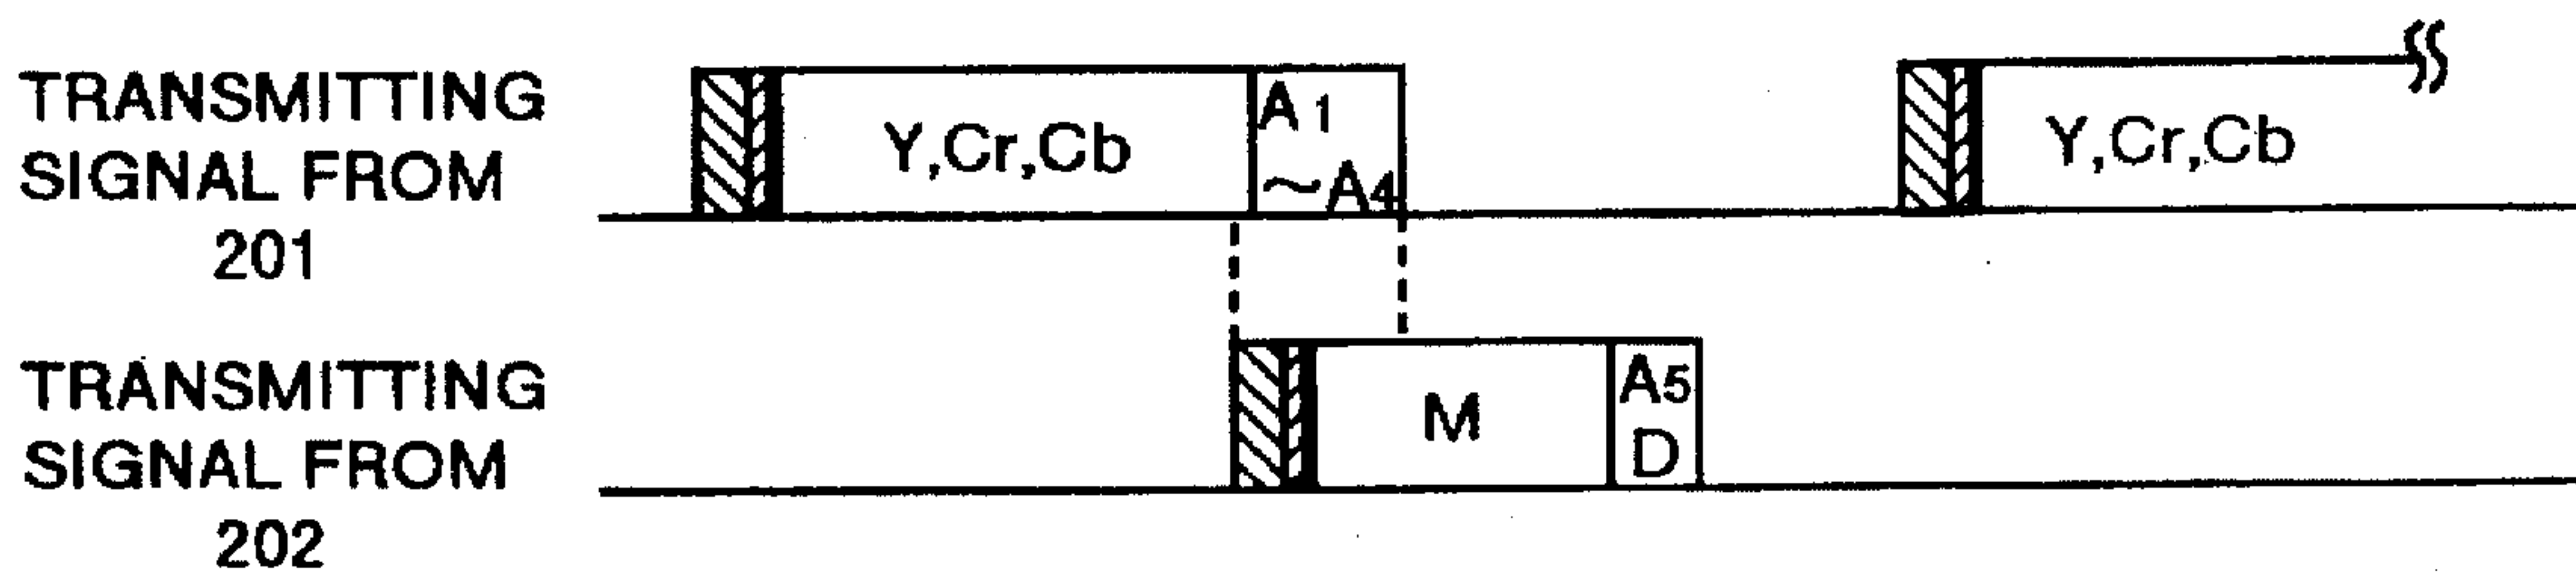 TRANSMITTING
SIGNAL FROM
201
Y,Cr,Cb
A1
~A4
Y,Cr,Cb
TRANSMITTING
SIGNAL FROM
202
M
A5
D